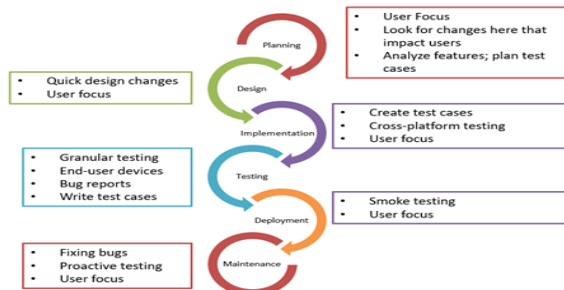 Planning
• User Focus
• Look for changes here that
impact users
• Analyze features; plan test
cases
• Quick design changes
• User focus
Design
Implementation
• Create test cases
• Cross-platform testing
• User focus
• Granular testing
• End-user devices
• Bug reports
• Write test cases
Testing
Deployment
• Smoke testing
• User focus
• Fixing bugs
• Proactive testing
• User focus
Maintenance